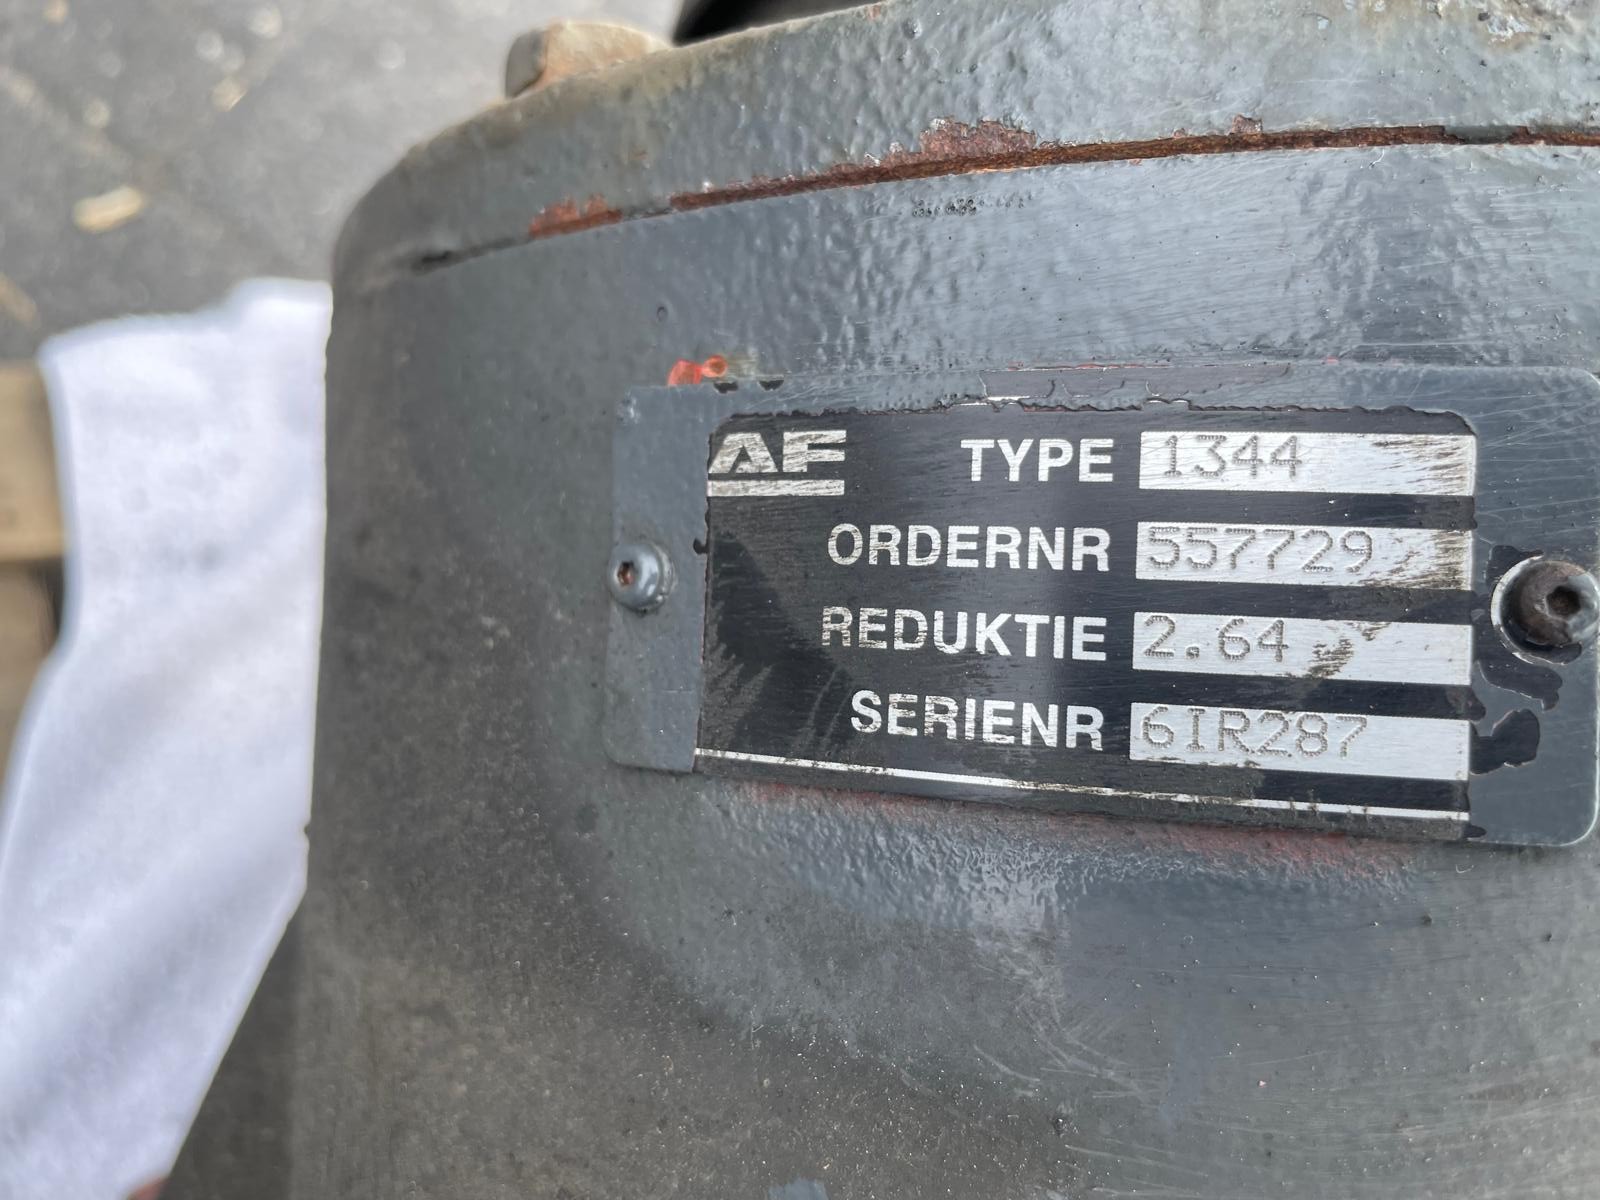 AF
TYPE 1344
ORDERNR 557729
REDUKTIE 2.64
SERIENR 6IR287